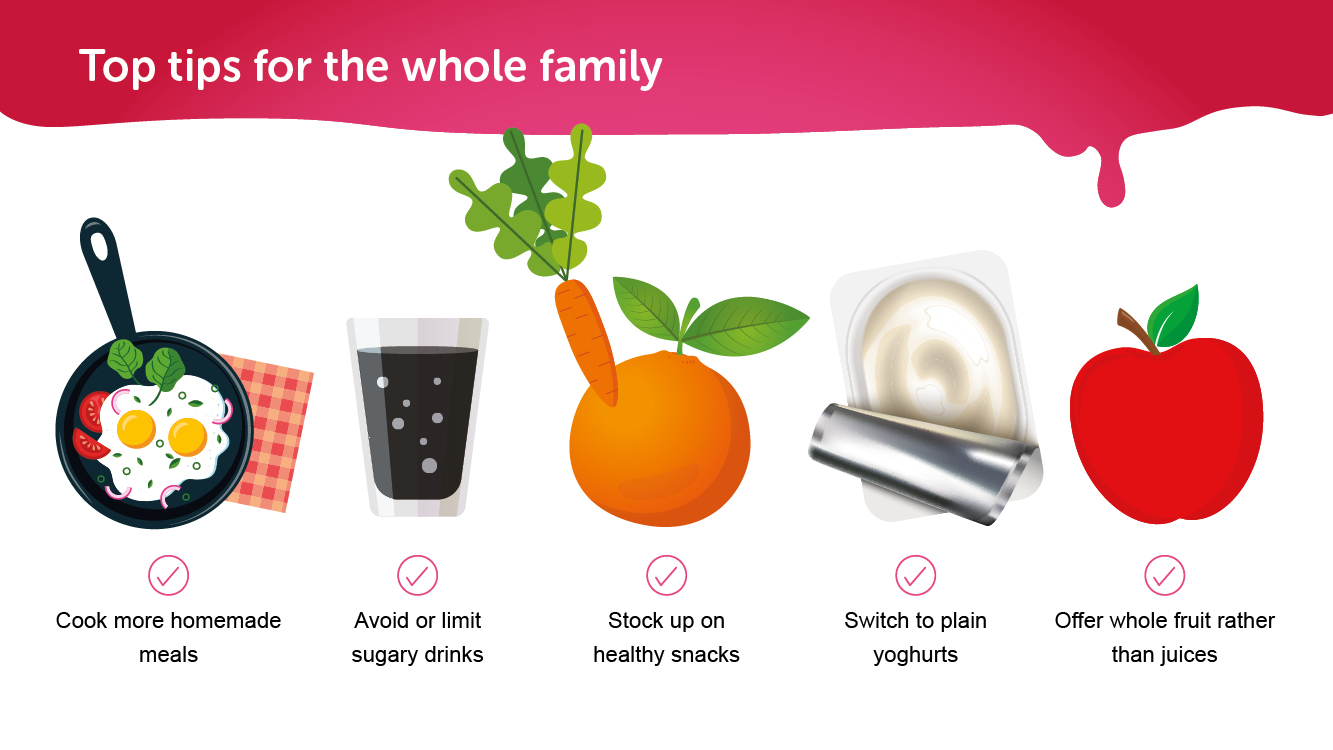 Top tips for the whole family
Cook more homemade
meals
Avoid or limit
sugary drinks
Stock up on
healthy snacks
Switch to plain
yoghurts
Offer whole fruit rather
than juices